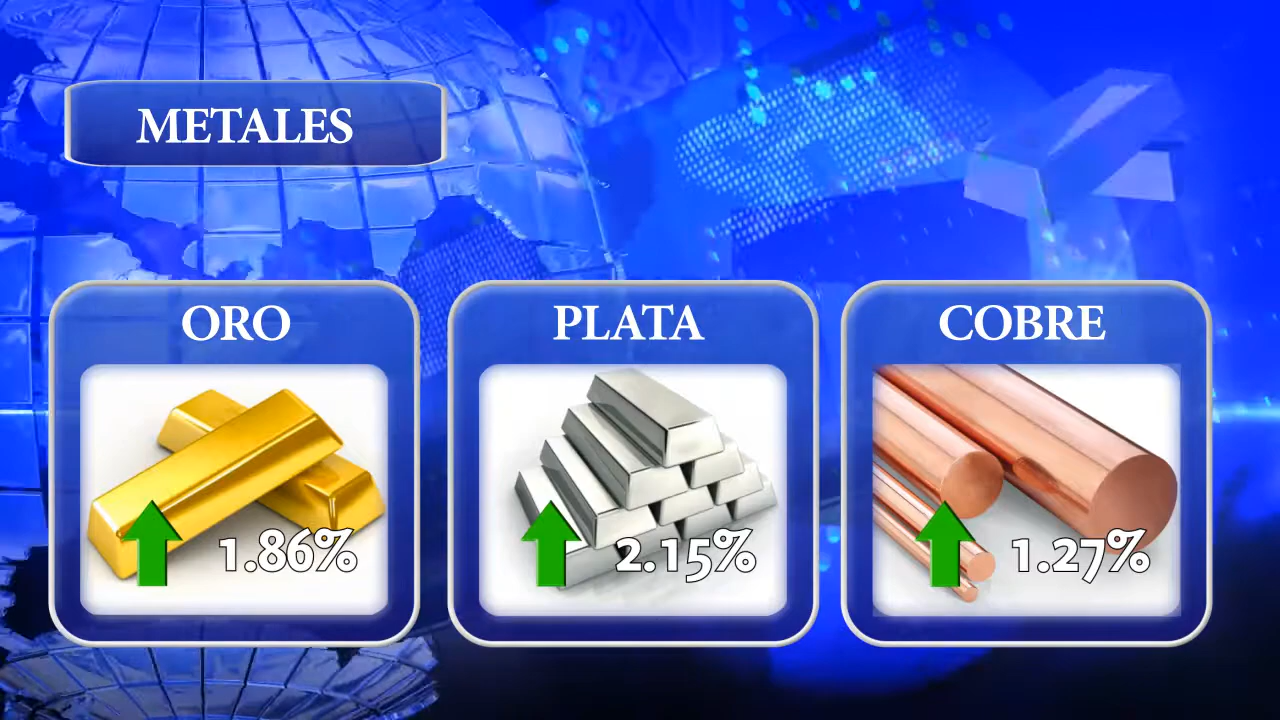 METALES
ORO
PLATA
COBRE
1.86%
2.15%
1.27%